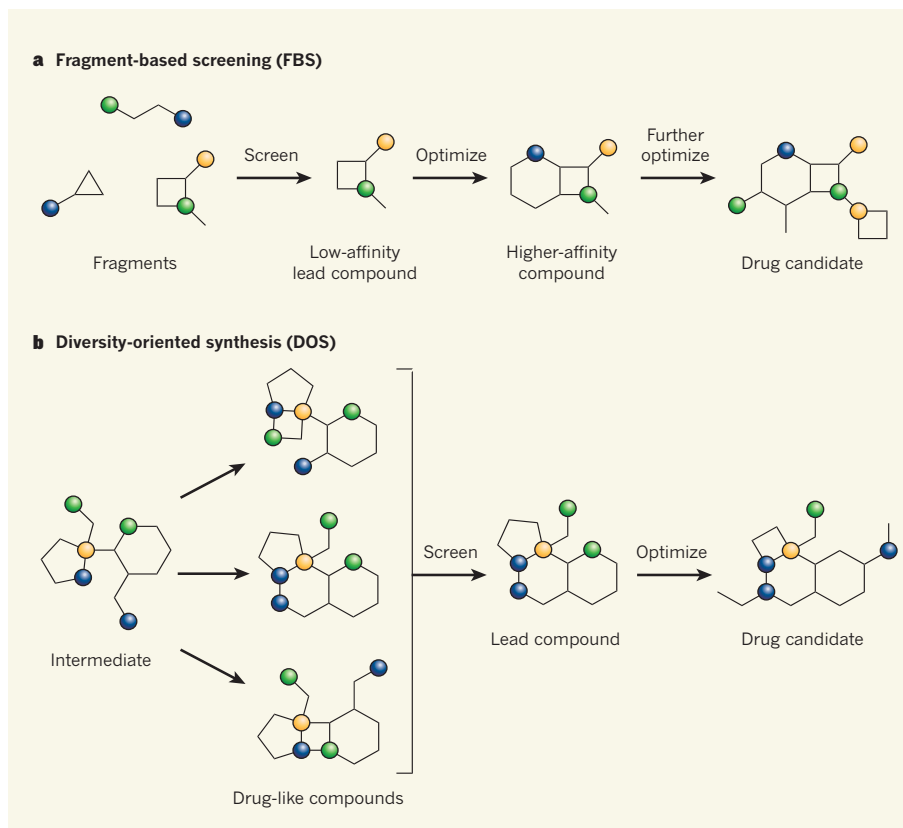 a Fragment-based screening (FBS)
Screen
Optimize
Further
optimize
Fragments
Low-affinity
lead compound
Higher-affinity
compound
Drug candidate
b Diversity-oriented synthesis (DOS)
Screen
Optimize
Intermediate
Lead compound
Drug candidate
Drug-like compounds